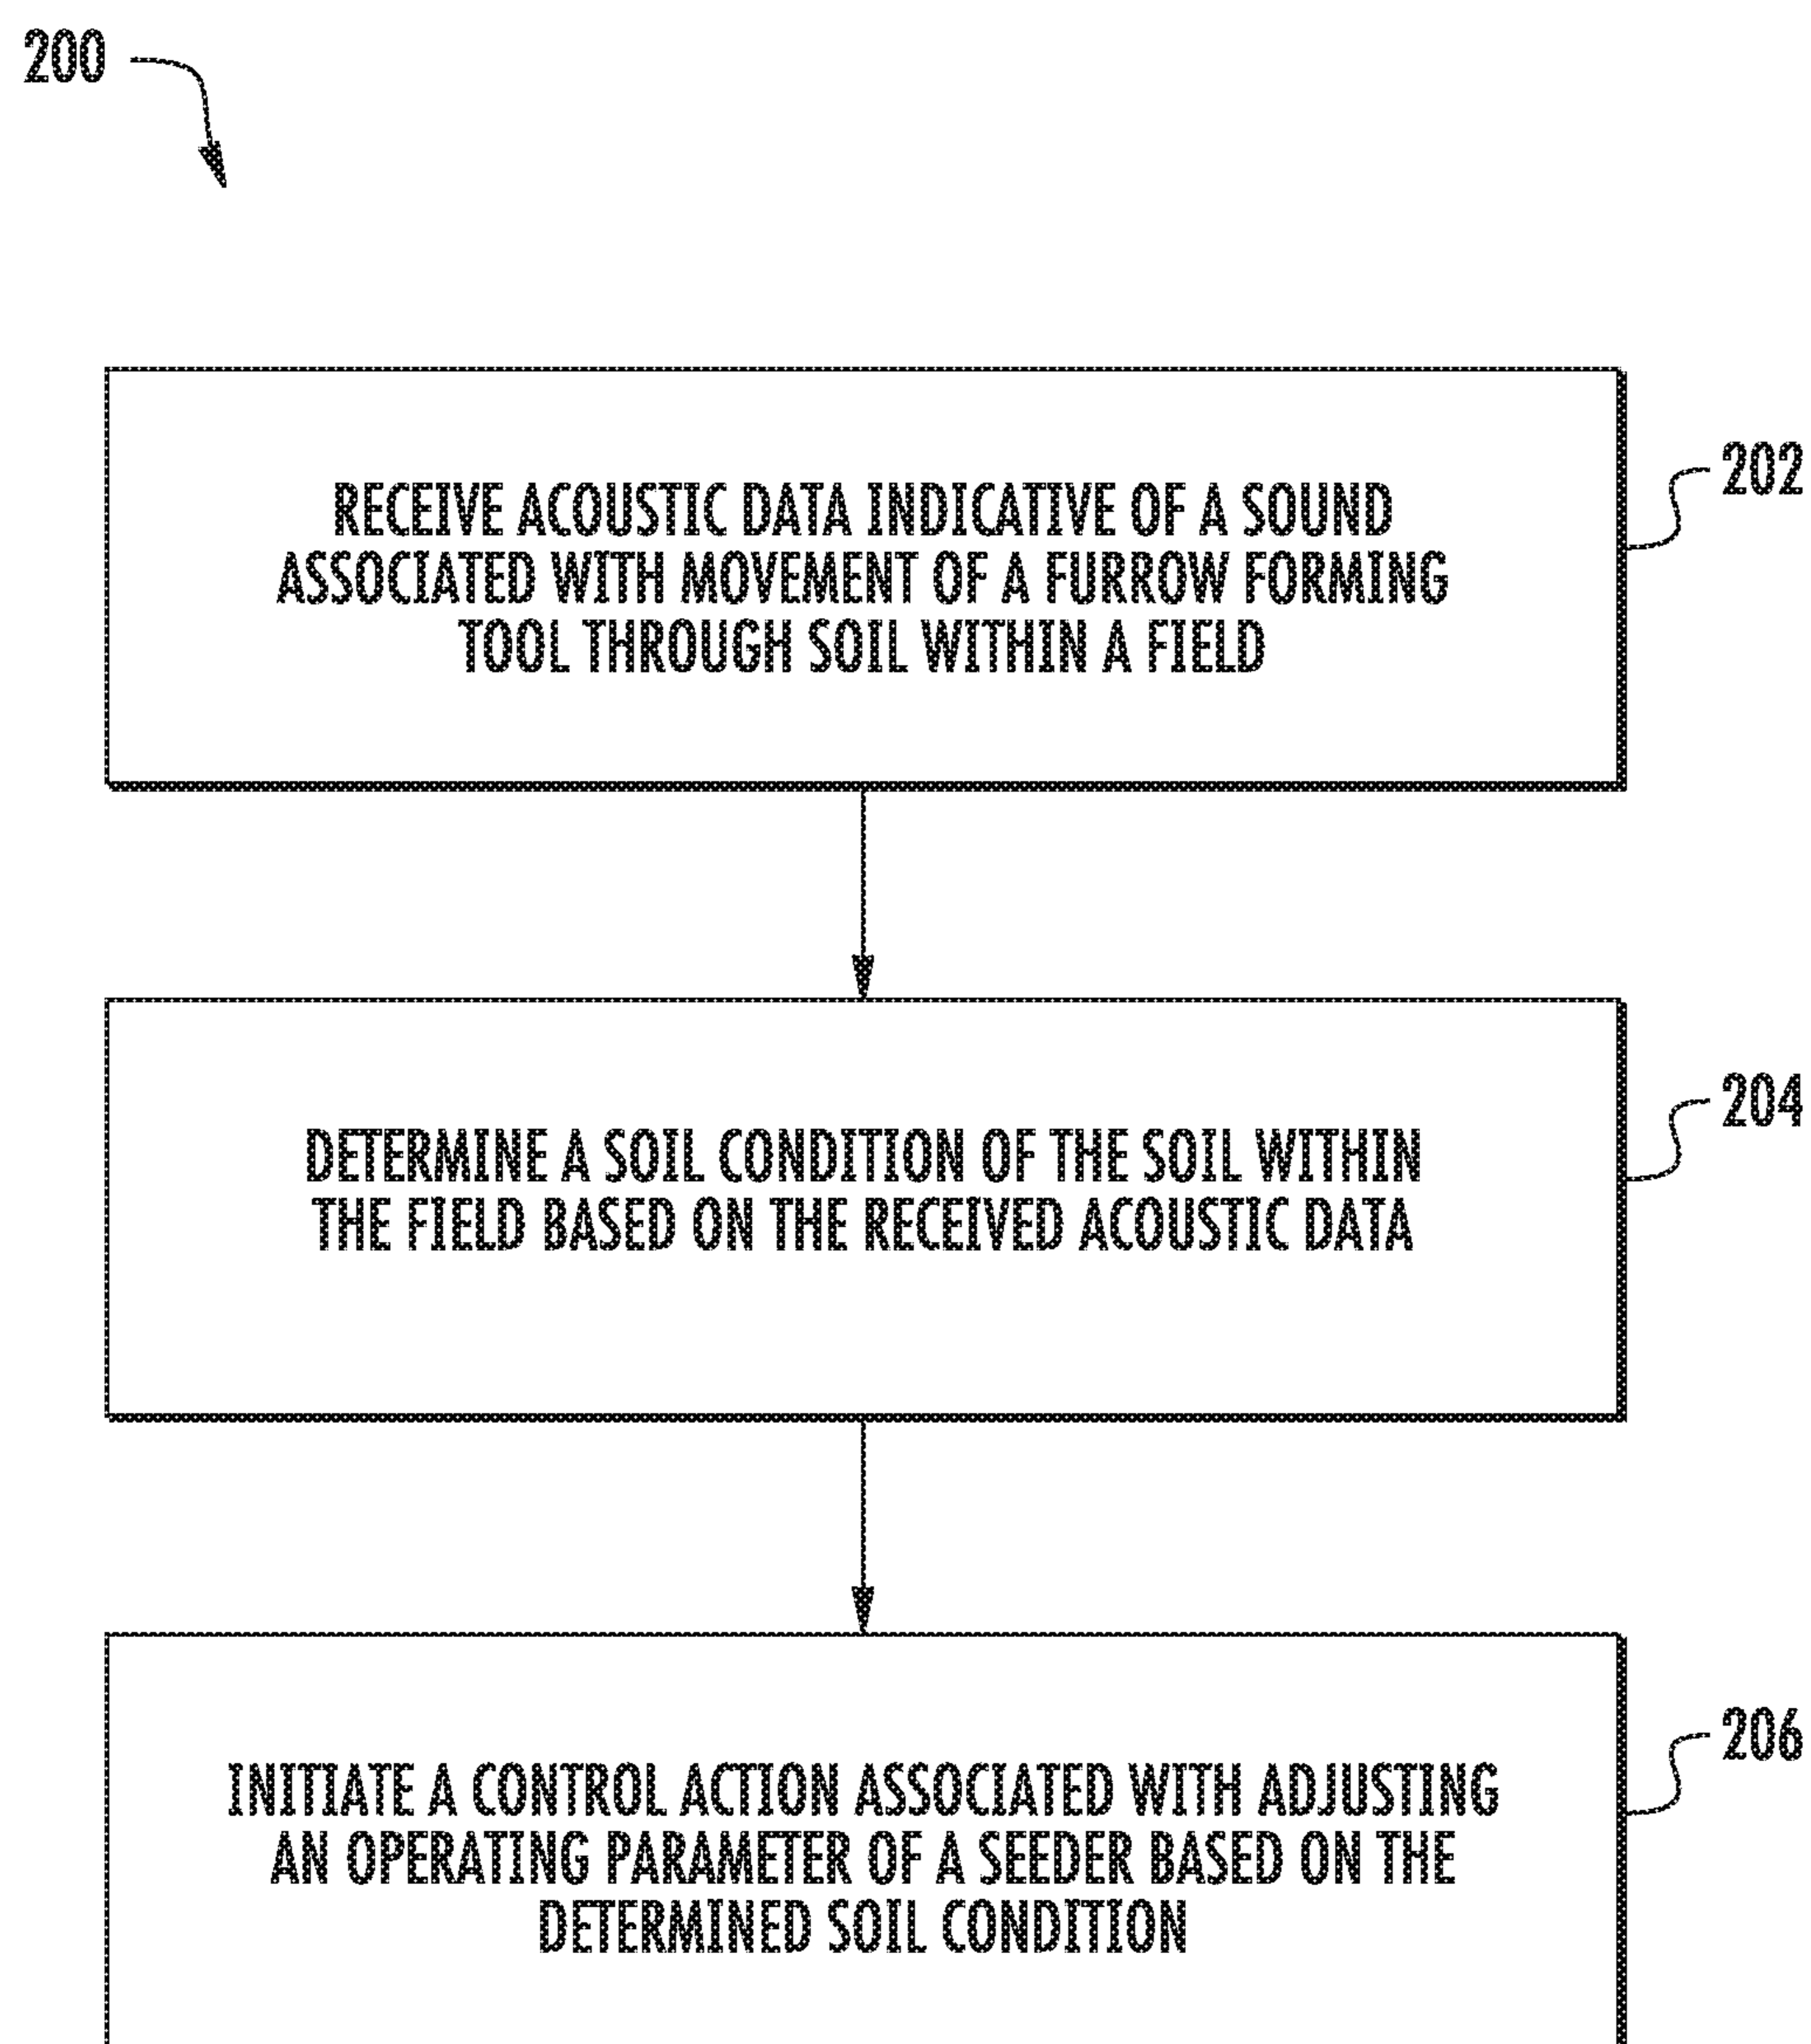 200
RECEIVE ACOUSTIC DATA INDICATIVE OF A SOUND
ASSOCIATED WITH MOVEMENT OF A FURROW FORMING
TOOL THROUGH SOIL WITHIN A FIELD
202
DETERMINE A SOIL CONDITION OF THE SOIL WITHIN
THE FIELD BASED ON THE RECEIVED ACOUSTIC DATA
204
INITIATE A CONTROL ACTION ASSOCIATED WITH ADJUSTING
AN OPERATING PARAMETER OF A SEEDER BASED ON THE
DETERMINED SOIL CONDITION
206